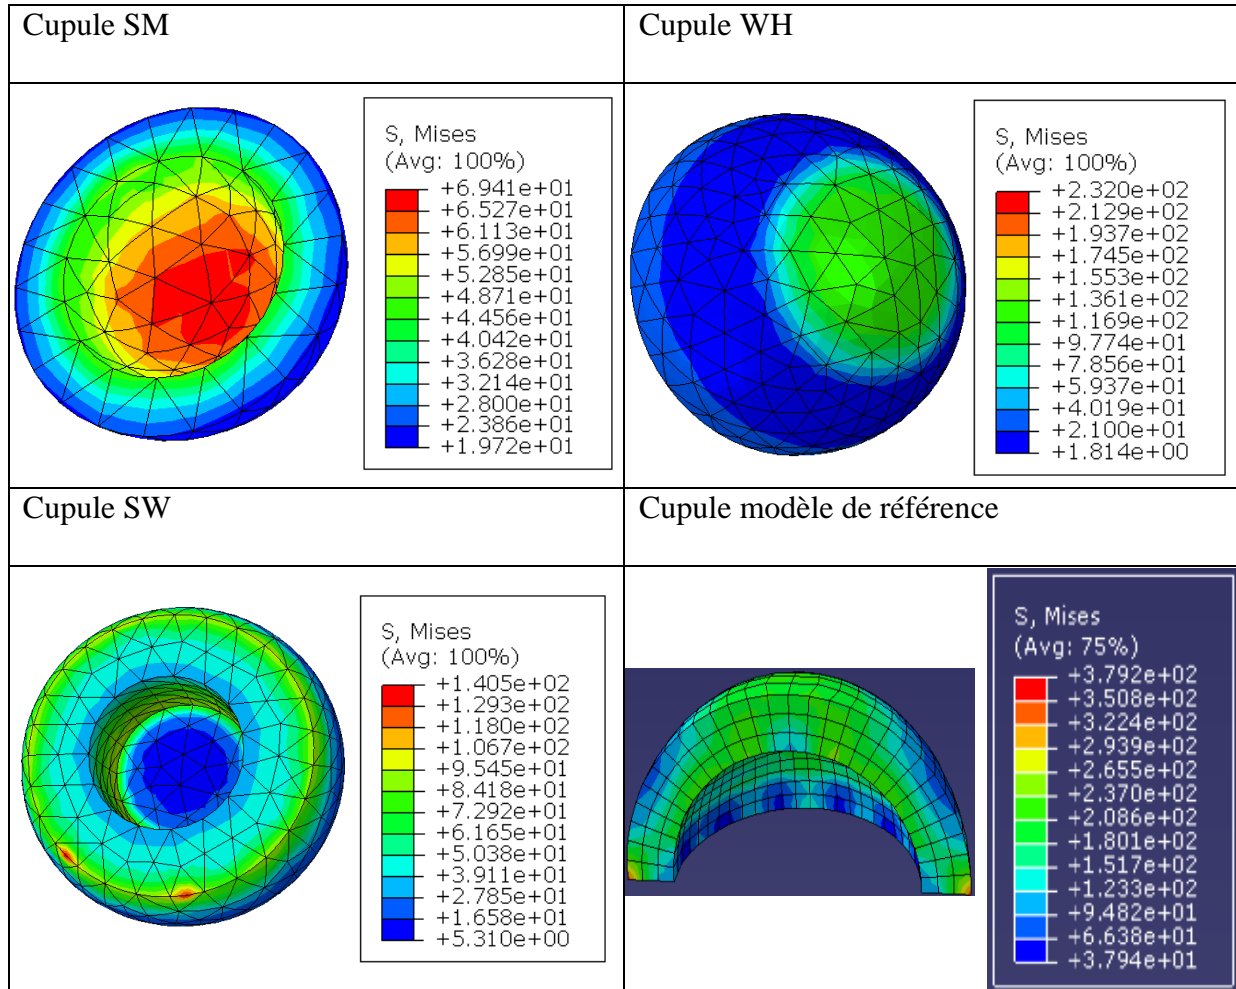 Cupule SM
Cupule WH
S, Mises
(Avg: 100%)
+6.941e+01
+6.527e+01
+6.113e+01
+5.699e+01
+5.285e+01
+4.871e+01
+4.456e+01
+4.042e+01
+3.628e+01
+3.214e+01
+2.800e+01
+2.386e+01
+1.972e+01
S, Mises
(Avg: 100%)
+2.320e+02
+2.129e+02
+1.937e+02
+1.745e+02
+1.553e+02
+1.361e+02
+1.169e+02
+9.774e+01
+7.856e+01
+5.937e+01
+4.019e+01
+2.100e+01
+1.814e+00
Cupule SW
Cupule modèle de référence
S, Mises
(Avg: 100%)
+1.405e+02
+1.293e+02
+1.180e+02
+1.067e+02
+9.545e+01
+8.418e+01
+7.292e+01
+6.165e+01
+5.038e+01
+3.911e+01
+2.785e+01
+1.658e+01
+5.310e+00
S, Mises
(Avg: 75%)
+3.792e+02
+3.508e+02
+3.224e+02
+2.939e+02
+2.655e+02
+2.370e+02
+2.086e+02
+1.801e+02
+1.517e+02
+1.233e+02
+9.482e+01
+6.638e+01
+3.794e+01